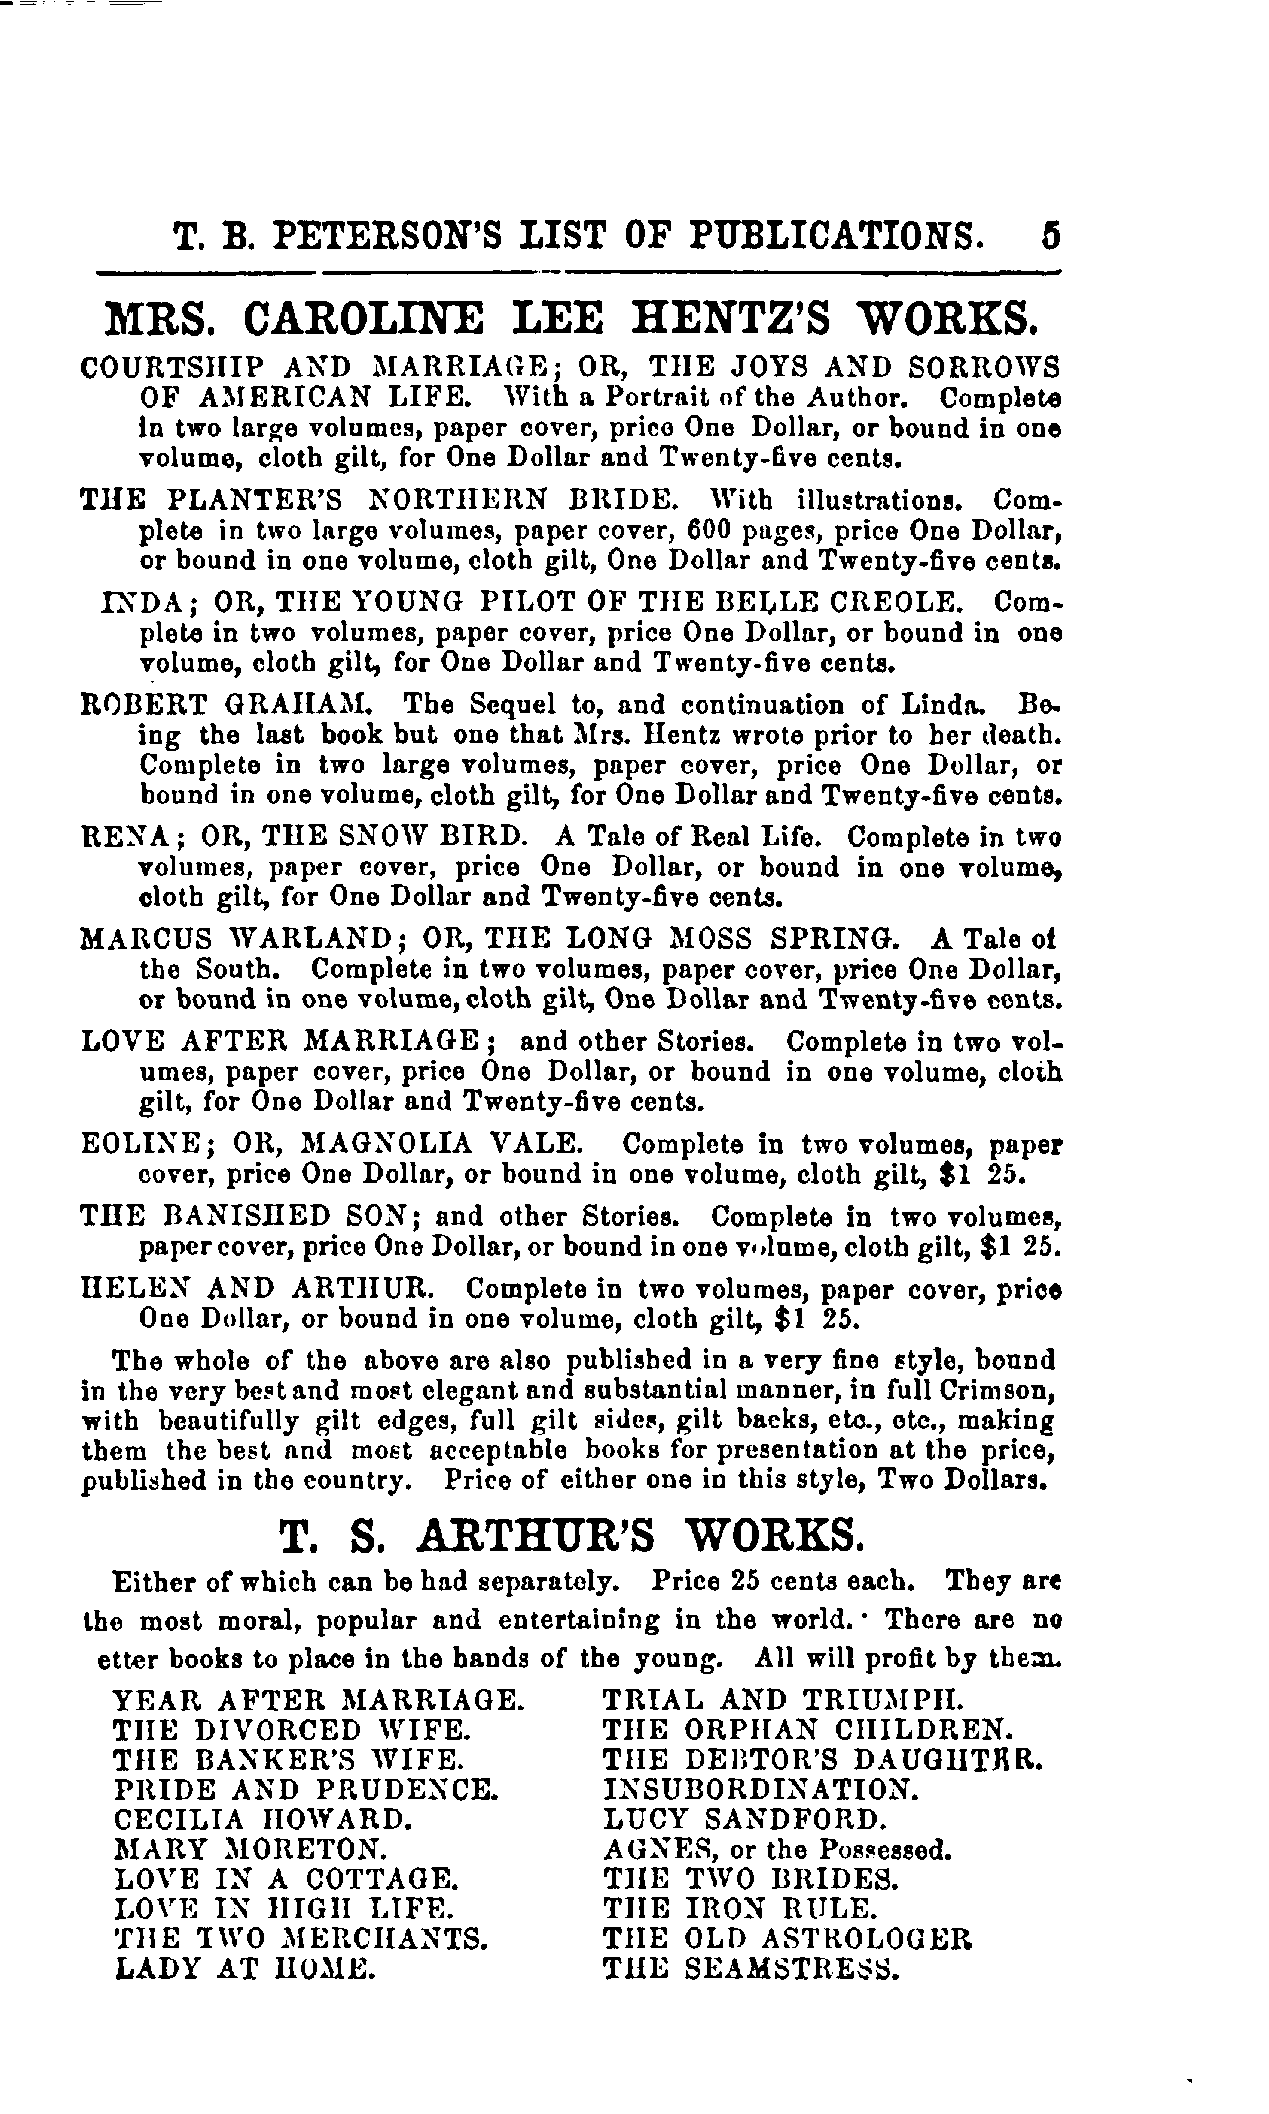 T. B. PETERSON'S LIST OF PUBLICATIONS. 5
MRS. CAROLINE LEE HENTZ'S WORKS.
COURTSHIP AND MARRIAGE; OR, THE JOYS AND SORROWS
OF AMERICAN LIFE. With a Portrait of the Author. Complete
in two large volumes, paper cover, price One Dollar, or bound in one
volume, cloth gilt, for One Dollar and Twenty-five cents.
THE PLANTER'S NORTHERN BRIDE. With illustrations. Com-
plete in two large volumes, paper cover, 600 pages, price One Dollar,
or bound in one volume, cloth gilt, One Dollar and Twenty-five cents.
INDA; OR, THE YOUNG PILOT OF THE BELLE CREOLE. Com-
plete in two volumes, paper cover, price One Dollar, or bound in one
volume, cloth gilt, for One Dollar and Twenty-five cents.
ROBERT GRAHAM. The Sequel to, and continuation of Linda. Be-
ing the last book but one that Mrs. Hentz wrote prior to her death.
Complete in two large volumes, paper cover, price One Dollar, or
bound in one volume, cloth gilt, for One Dollar and Twenty-five cents.
RENA; OR, THE SNOW BIRD. A Tale of Real Life. Complete in two
volumes, paper cover, price One Dollar, or bound in one volume,
cloth gilt, for One Dollar and Twenty-five cents.
MARCUS WARLAND; OR, THE LONG MOSS SPRING. A Tale of
the South. Complete in two volumes, paper cover, price One Dollar,
or bound in one volume, cloth gilt, One Dollar and Twenty-five cents.
LOVE AFTER MARRIAGE; and other Stories. Complete in two vol-
umes, paper cover, price One Dollar, or bound in one volume, cloth
gilt, for One Dollar and Twenty-five cents.
EOLINE; OR, MAGNOLIA VALE. Complete in two volumes, paper
cover, price One Dollar, or bound in one volume, cloth gilt, $1 25.
THE BANISHED SON; and other Stories. Complete in two volumes,
paper cover, price One Dollar, or bound in one volume, cloth gilt, $1 25.
HELEN AND ARTHUR. Complete in two volumes, paper cover, price
One Dollar, or bound in one volume, cloth gilt, $1 25.
The whole of the above are also published in a very fine style, bound
in the very best and most elegant and substantial manner, in full Crimson,
with beautifully gilt edges, full gilt sides, gilt backs, etc., etc., making
them the best and most acceptable books for presentation at the price,
published in the country. Price of either one in this style, Two Dollars.
T. S. ARTHUR'S WORKS.
Either of which can be had separately. Price 25 cents each. They are
the most moral, popular and entertaining in the world. There are no
etter books to place in the hands of the young. All will profit by them.
YEAR AFTER MARRIAGE.
THE DIVORCED WIFE.
THE BANKER'S WIFE.
PRIDE AND PRUDENCE.
CECILIA HOWARD.
MARY MORETON.
LOVE IN A COTTAGE.
LOVE IN HIGH LIFE.
THE TWO MERCHANTS.
LADY AT HOME.
TRIAL AND TRIUMPH.
THE ORPHAN CHILDREN.
THE DEBTOR'S DAUGHTER.
INSUBORDINATION.
LUCY SANDFORD.
AGNES, or the Possessed.
THE TWO BRIDES.
THE IRON RULE.
THE OLD ASTROLOGER
THE SEAMSTRESS.